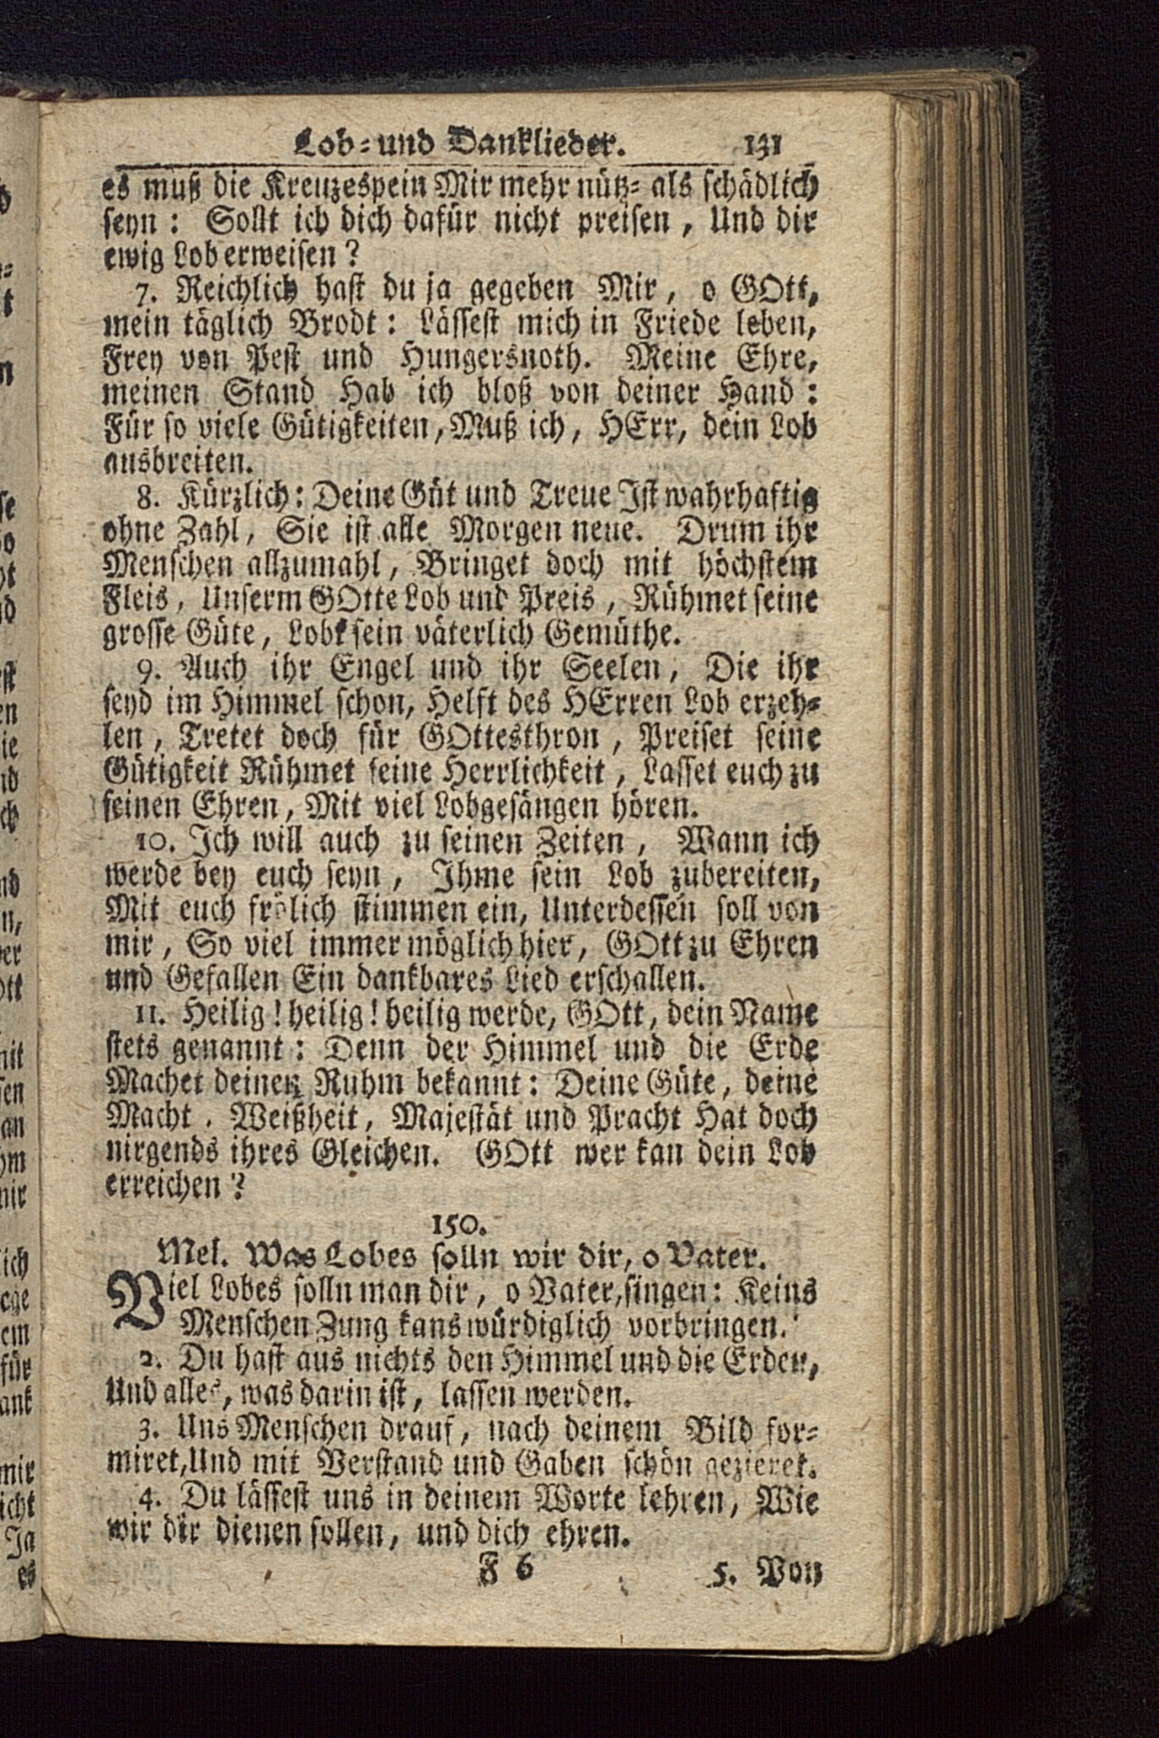 Lob- und Danklieder. 131
es muß die Kreuzespein Mir mehr nütz- als schädlich
seyn: Sollt ich dich dafür nicht preisen, Und dir
ewig Lob erweisen?
7. Reichlich hast du ja gegeben Mir, o GOtt,
mein täglich Brodt: Lässest mich in Friede leben,
Frey von Pest und Hungersnoth. Meine Ehre,
meinen Stand Hab ich bloß von deiner Hand:
Für so viele Gütigkeiten, Muß ich, HErr, dein Lob
ausbreiten.
8. Kürzlich: Deine Güt und Treue Ist wahrhaftig
ohne Zahl, Sie ist alle Morgen neue. Drum ihr
Menschen allzumahl, Bringet doch mit höchstem
Fleis, Unserm GOtte Lob und Preis, Rühmet seine
grosse Güte, Lobt sein väterlich Gemüthe.
9. Auch ihr Engel und ihr Seelen, Die ihr
seyd im Himmel schon, Helft des HErren Lob erzeh-
len, Tretet doch für GOttesthron, Preiset seine
Gütigkeit Rühmet seine Herrlichkeit, Lasset euch zu
seinen Ehren, Mit viel Lobgesängen hören.
10. Ich will auch zu seinen Zeiten, Wann ich
werde bey euch seyn, Ihme sein Lob zubereiten,
Mit euch frölich stimmen ein, Unterdessen soll von
mir, So viel immer möglich hier, GOtt zu Ehren
und Gefallen Ein dankbares Lied erschallen.
11. Heilig! heilig! heilig werde, GOtt, dein Name
stets genannt: Denn der Himmel und die Erde
Machet deinen Ruhm bekannt: Deine Güte, deine
Macht, Weißheit, Majestät und Pracht Hat doch
nirgends ihres Gleichen. GOtt wer kan dein Lob
erreichen?
150.
Mel. Was Lobes solln wir dir, o Vater.
Viel Lobes solln man dir, o Vater, singen: Keins
Menschen Zung kans würdiglich vorbringen.
2. Du hast aus nichts den Himmel und die Erden,
Und alles, was darin ist, lassen werden.
3. Uns Menschen drauf, nach deinem Bild for-
miret, Und mit Verstand und Gaben schön gezieret.
4. Du lässest uns in deinem Worte lehren, Wie
wir dir dienen sollen, und dich ehren.
F 6 5. Von